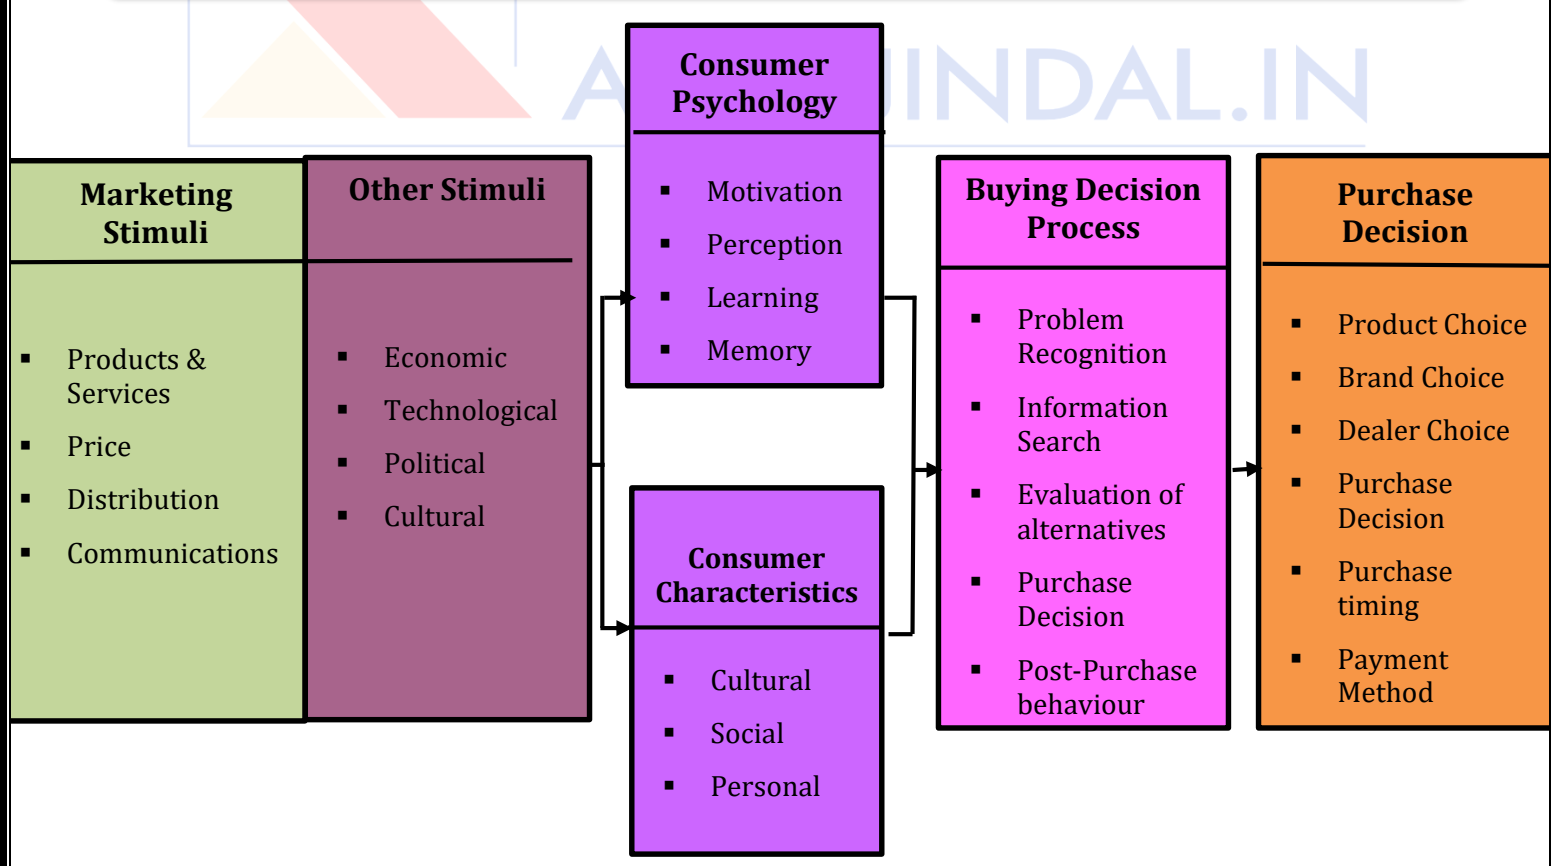 A
JINDAL.IN
Marketing
Stimuli
▪ Products &
Services
▪ Price
▪ Distribution
▪ Communications
Other Stimuli
▪ Economic
▪ Technological
▪ Political
▪ Cultural
Consumer
Psychology
▪ Motivation
▪ Perception
▪ Learning
▪ Memory
Consumer
Characteristics
▪ Cultural
▪ Social
▪ Personal
Buying Decision
Process
▪ Problem
Recognition
▪ Information
Search
▪ Evaluation of
alternatives
▪ Purchase
Decision
▪ Post-Purchase
behaviour
Purchase
Decision
▪ Product Choice
▪ Brand Choice
▪ Dealer Choice
▪ Purchase
Decision
▪ Purchase
timing
▪ Payment
Method